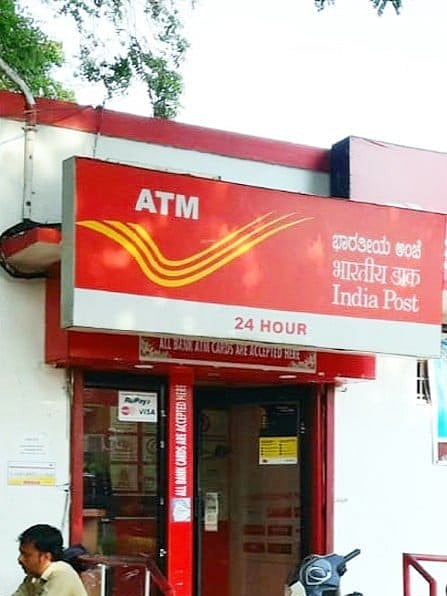 ATM
ಭಾರತೀಯ ಅಂಚೆ
भारतीय डाक
India Post
24 HOUR
ALL BANK ATM CARDS ARE ACCEPTED HERE
RuPay
VISA
ALL BANK CARDS ARE ACCEPTED HERE